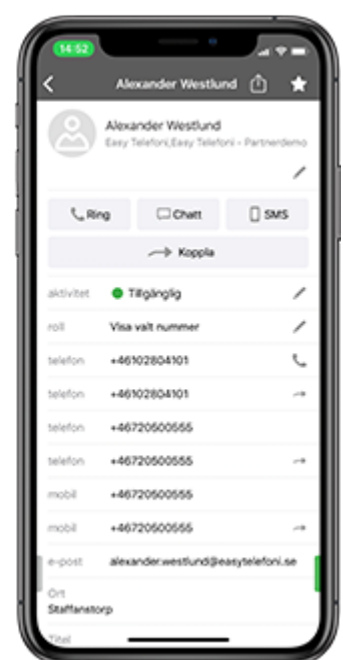 14:52
Alexander Westlund
Alexander Westlund
Easy Telefoni,Easy Telefoni - Partnerdemo
Ring Chatt SMS
Koppla
aktivitet Tillgänglig
roll Visa valt nummer
telefon +46102804101
telefon +46102804101
telefon +46720500555
telefon +46720500555
mobil +46720500555
mobil +46720500555
e-post alexander.westlund@easytelefoni.se
Ort
Staffanstorp
Titel